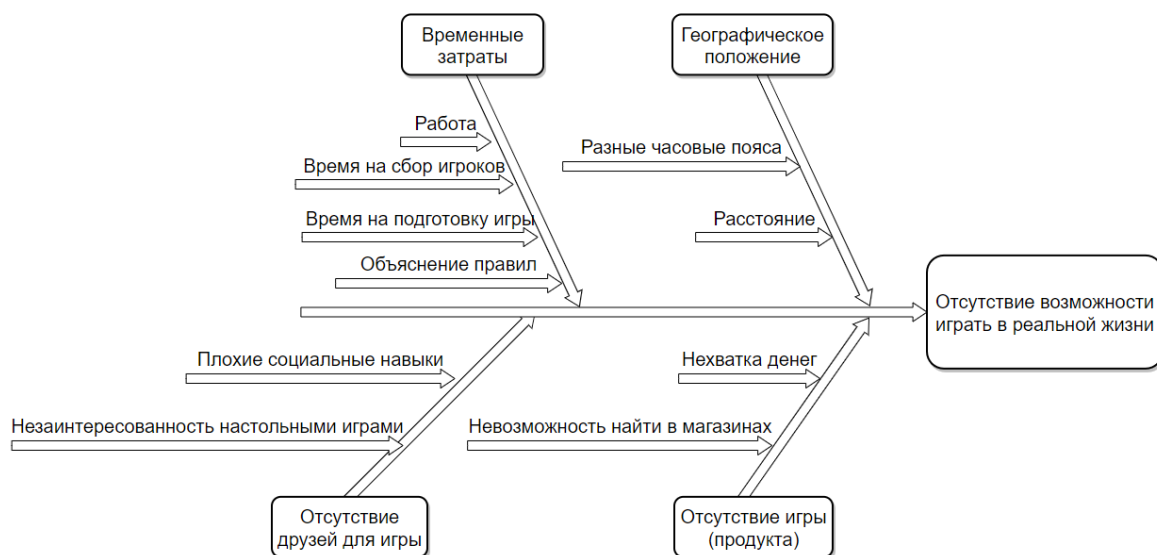 Временные
затраты
Географическое
положение
Работа
Разные часовые пояса
Время на сбор игроков
Время на подготовку игры
Расстояние
Объяснение правил
Отсутствие возможности
играть в реальной жизни
Плохие социальные навыки
Нехватка денег
Незаинтересованность настольными играми
Невозможность найти в магазинах
Отсутствие
друзей для игры
Отсутствие игры
(продукта)